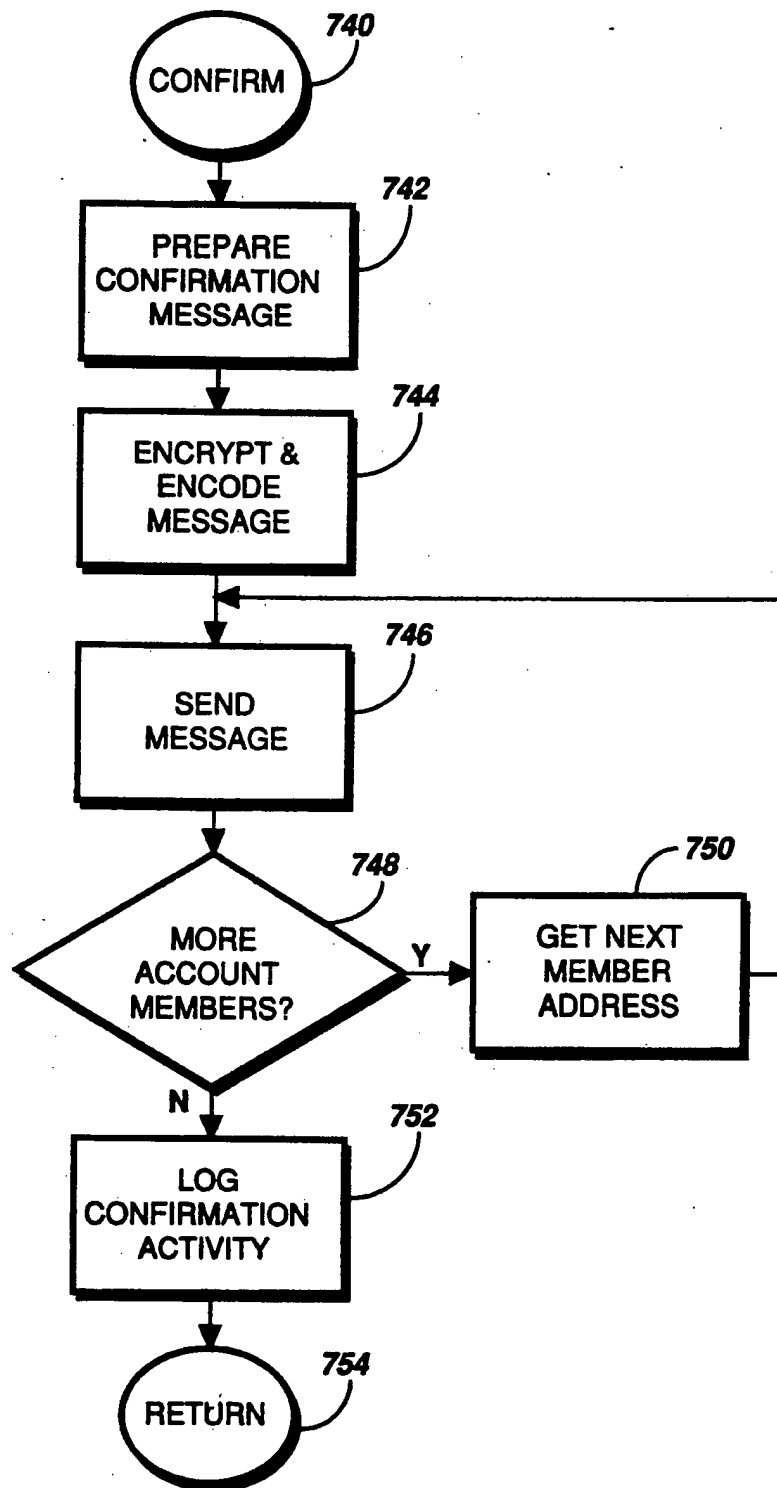 740
CONFIRM
742
PREPARE
CONFIRMATION
MESSAGE
744
ENCRYPT &
ENCODE
MESSAGE
746
SEND
MESSAGE
748
MORE
ACCOUNT
MEMBERS?
Y
750
GET NEXT
MEMBER
ADDRESS
N
752
LOG
CONFIRMATION
ACTIVITY
754
RETURN